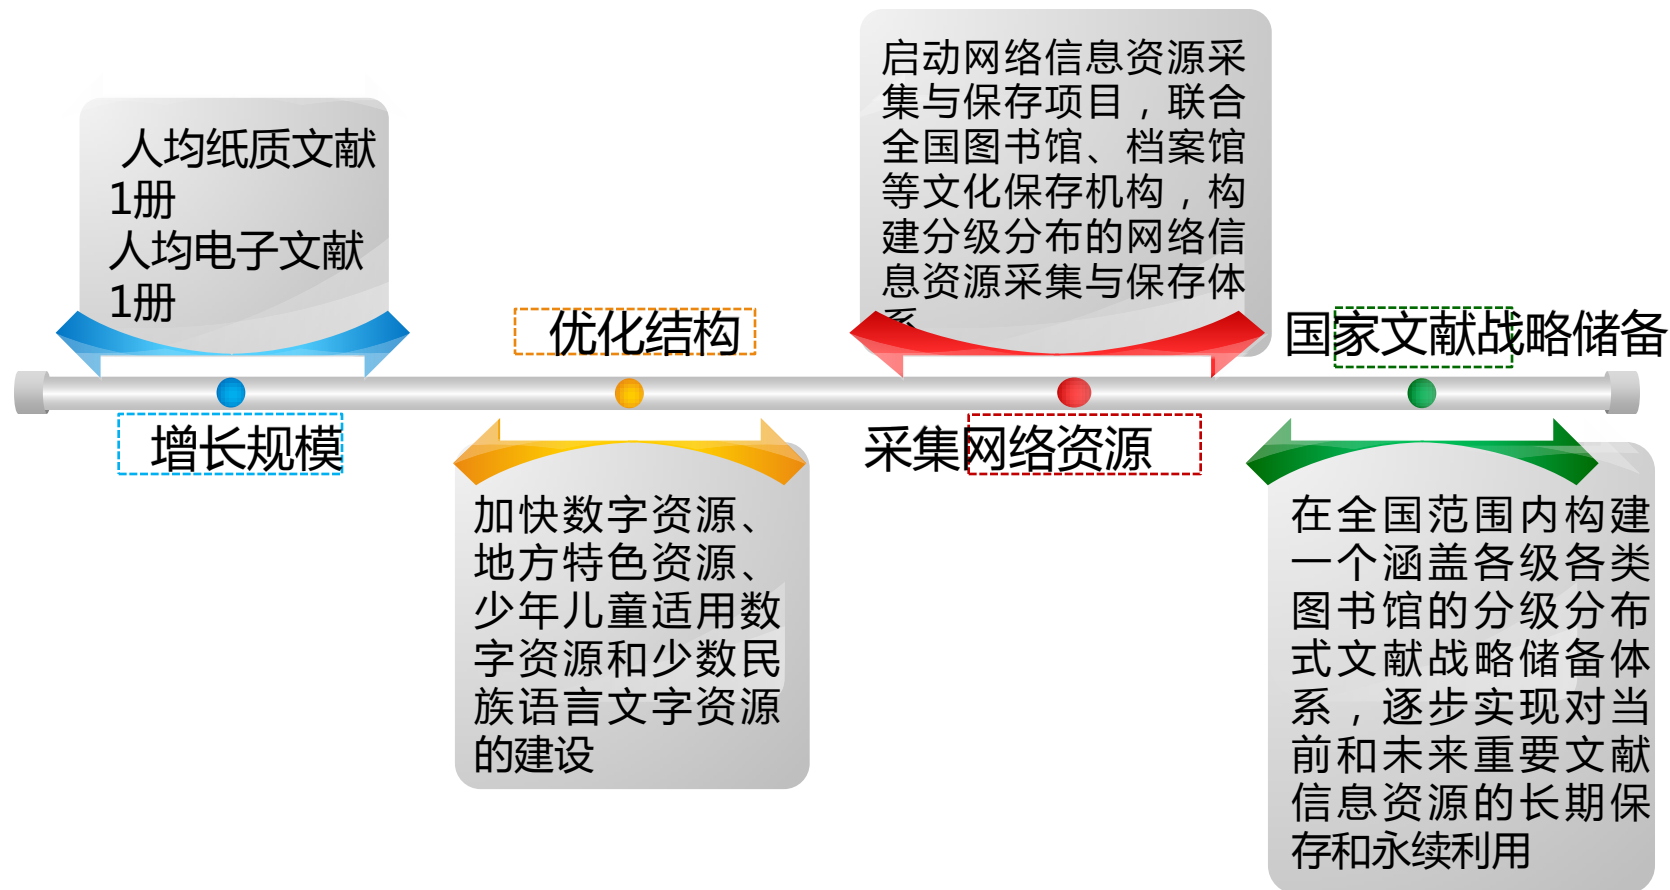 人均纸质文献
1册
人均电子文献
1册
增长规模
优化结构
加快数字资源、
地方特色资源、
少年儿童适用数
字资源和少数民
族语言文字资源
的建设
启动网络信息资源采
集与保存项目，联合
全国图书馆、档案馆
等文化保存机构，构
建分级分布的网络信
息资源采集与保存体
系
采集网络资源
国家文献战略储备
在全国范围内构建
一个涵盖各级各类
图书馆的分级分布
式文献战略储备体
系，逐步实现对当
前和未来重要文献
信息资源的长期保
存和永续利用